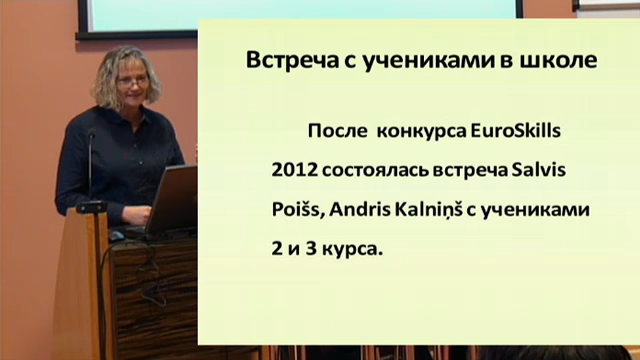 Встреча с учениками в школе
После конкурса EuroSkills
2012 состоялась встреча Salvis
Poišs, Andris Kalniņš с учениками
2 и 3 курса.